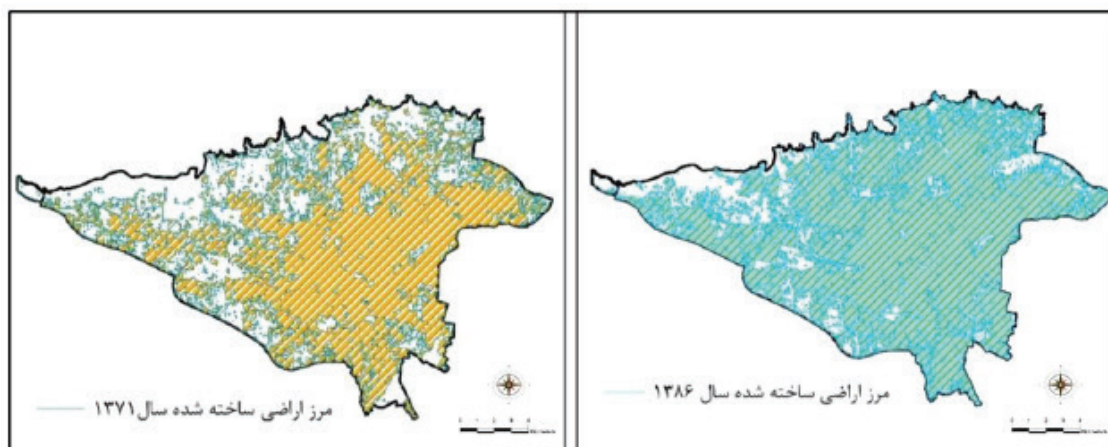 مرز اراضی ساخته شده سال ۱۳۸۶
مرز اراضی ساخته شده سال ۱۳۷۱